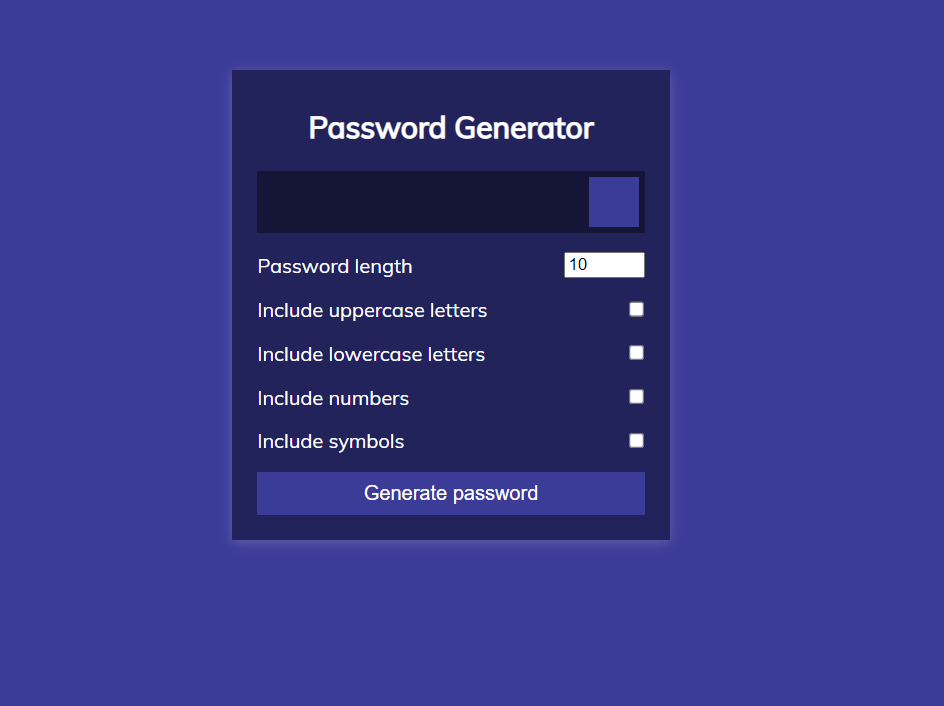 Password Generator
Password length 10
Include uppercase letters
Include lowercase letters
Include numbers
Include symbols
Generate password